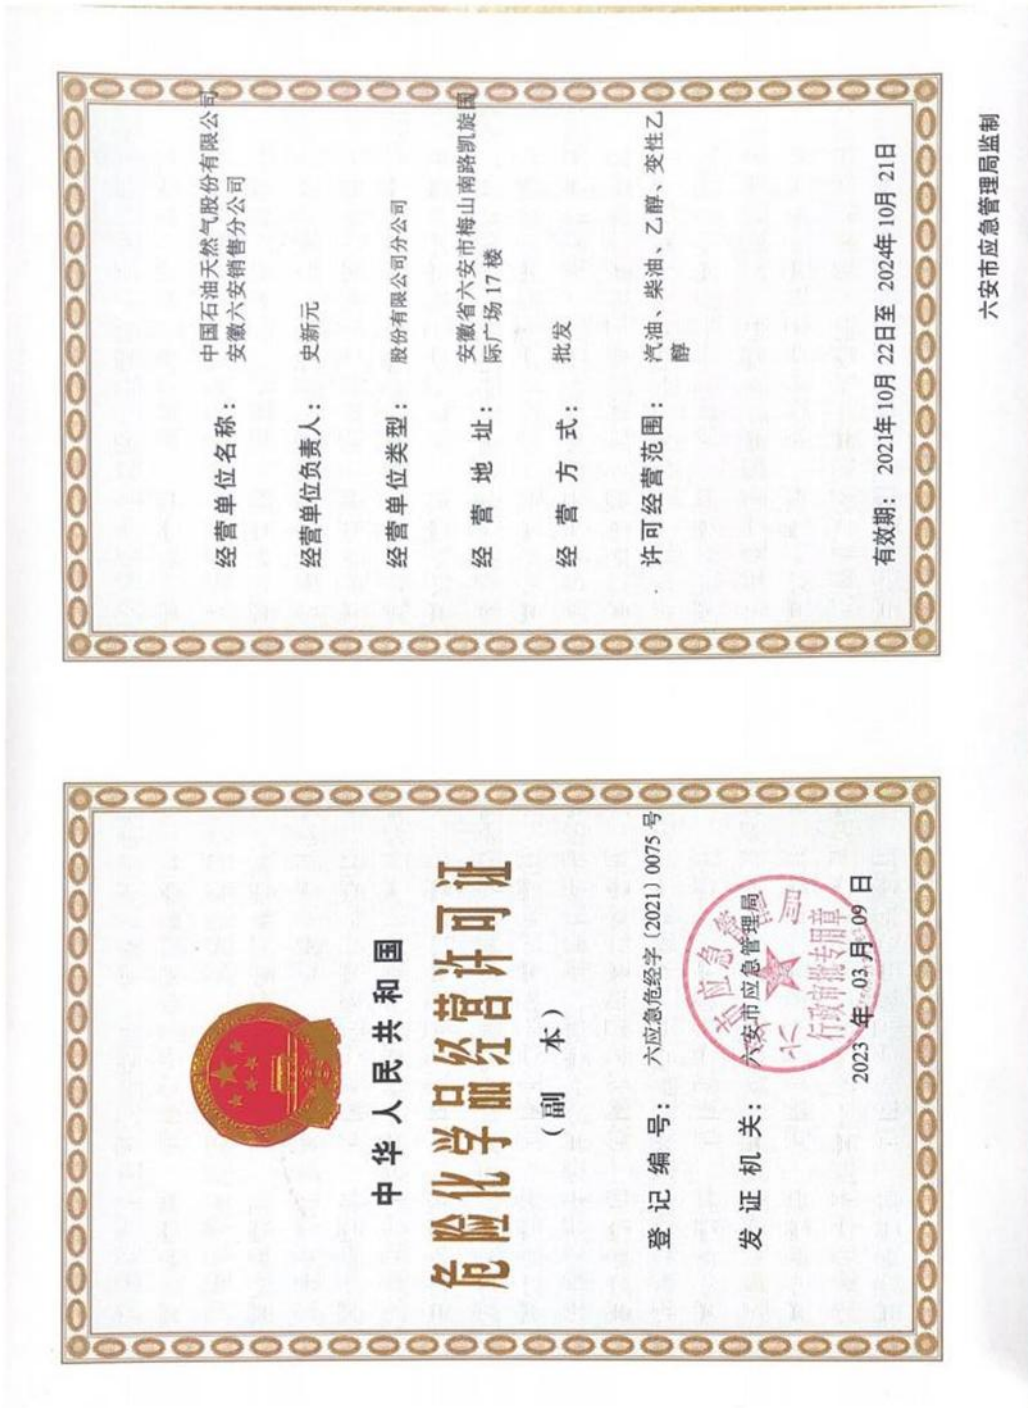 中华人民共和国
危险化学品经营许可证
（副 本）
登记编号： 六应急危经字〔2021〕0075号
发证机关： 六安市应急管理局
2023 年 03 月 09 日
行政审批专用章
经营单位名称： 中国石油天然气股份有限公司
安徽六安销售分公司
经营单位负责人： 史新元
经营单位类型： 股份有限公司分公司
经营地址： 安徽省六安市梅山南路凯旋国
际广场 17 楼
经营方式： 批发
许可经营范围： 汽油、柴油、乙醇、变性乙
醇
有效期： 2021年 10月 22日至 2024年 10月 21日
六安市应急管理局监制